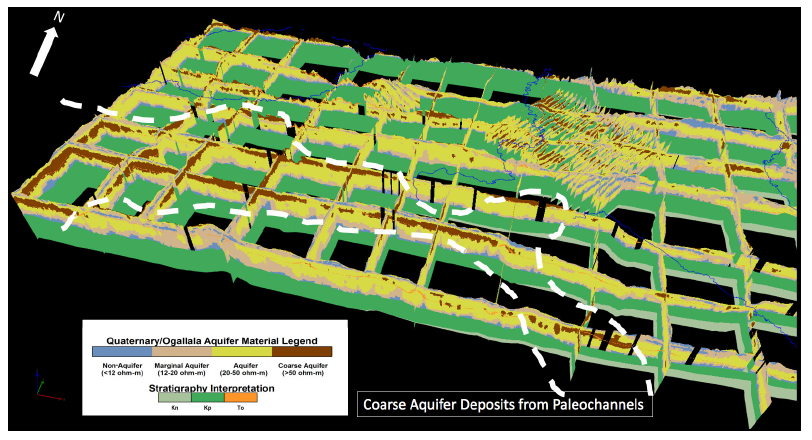 N
Quaternary/Ogallala Aquifer Material Legend
Non-Aquifer Marginal Aquifer Aquifer Coarse Aquifer
(<12 ohm-m) (12-20 ohm-m) (20-50 ohm-m) (>50 ohm-m)
Stratigraphy Interpretation
Kn Kp To
Coarse Aquifer Deposits from Paleochannels